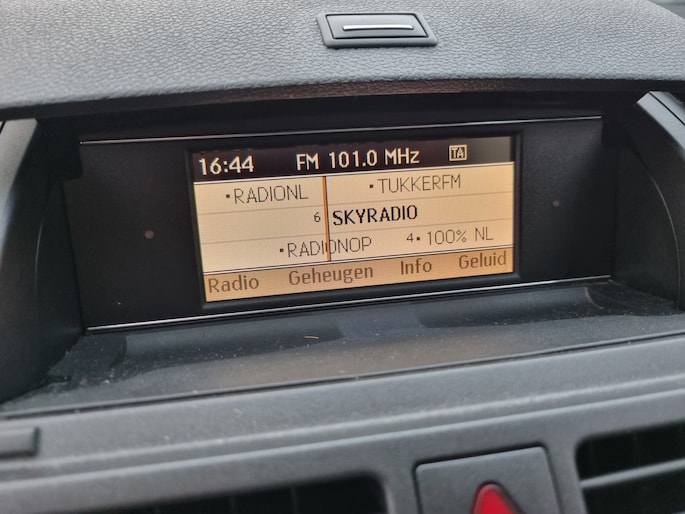 16:44 FM 101.0 MHz TA
•RADIONL •TUKKERFM
6 SKYRADIO
•RADIONOP 4•100% NL
Radio Geheugen Info Geluid